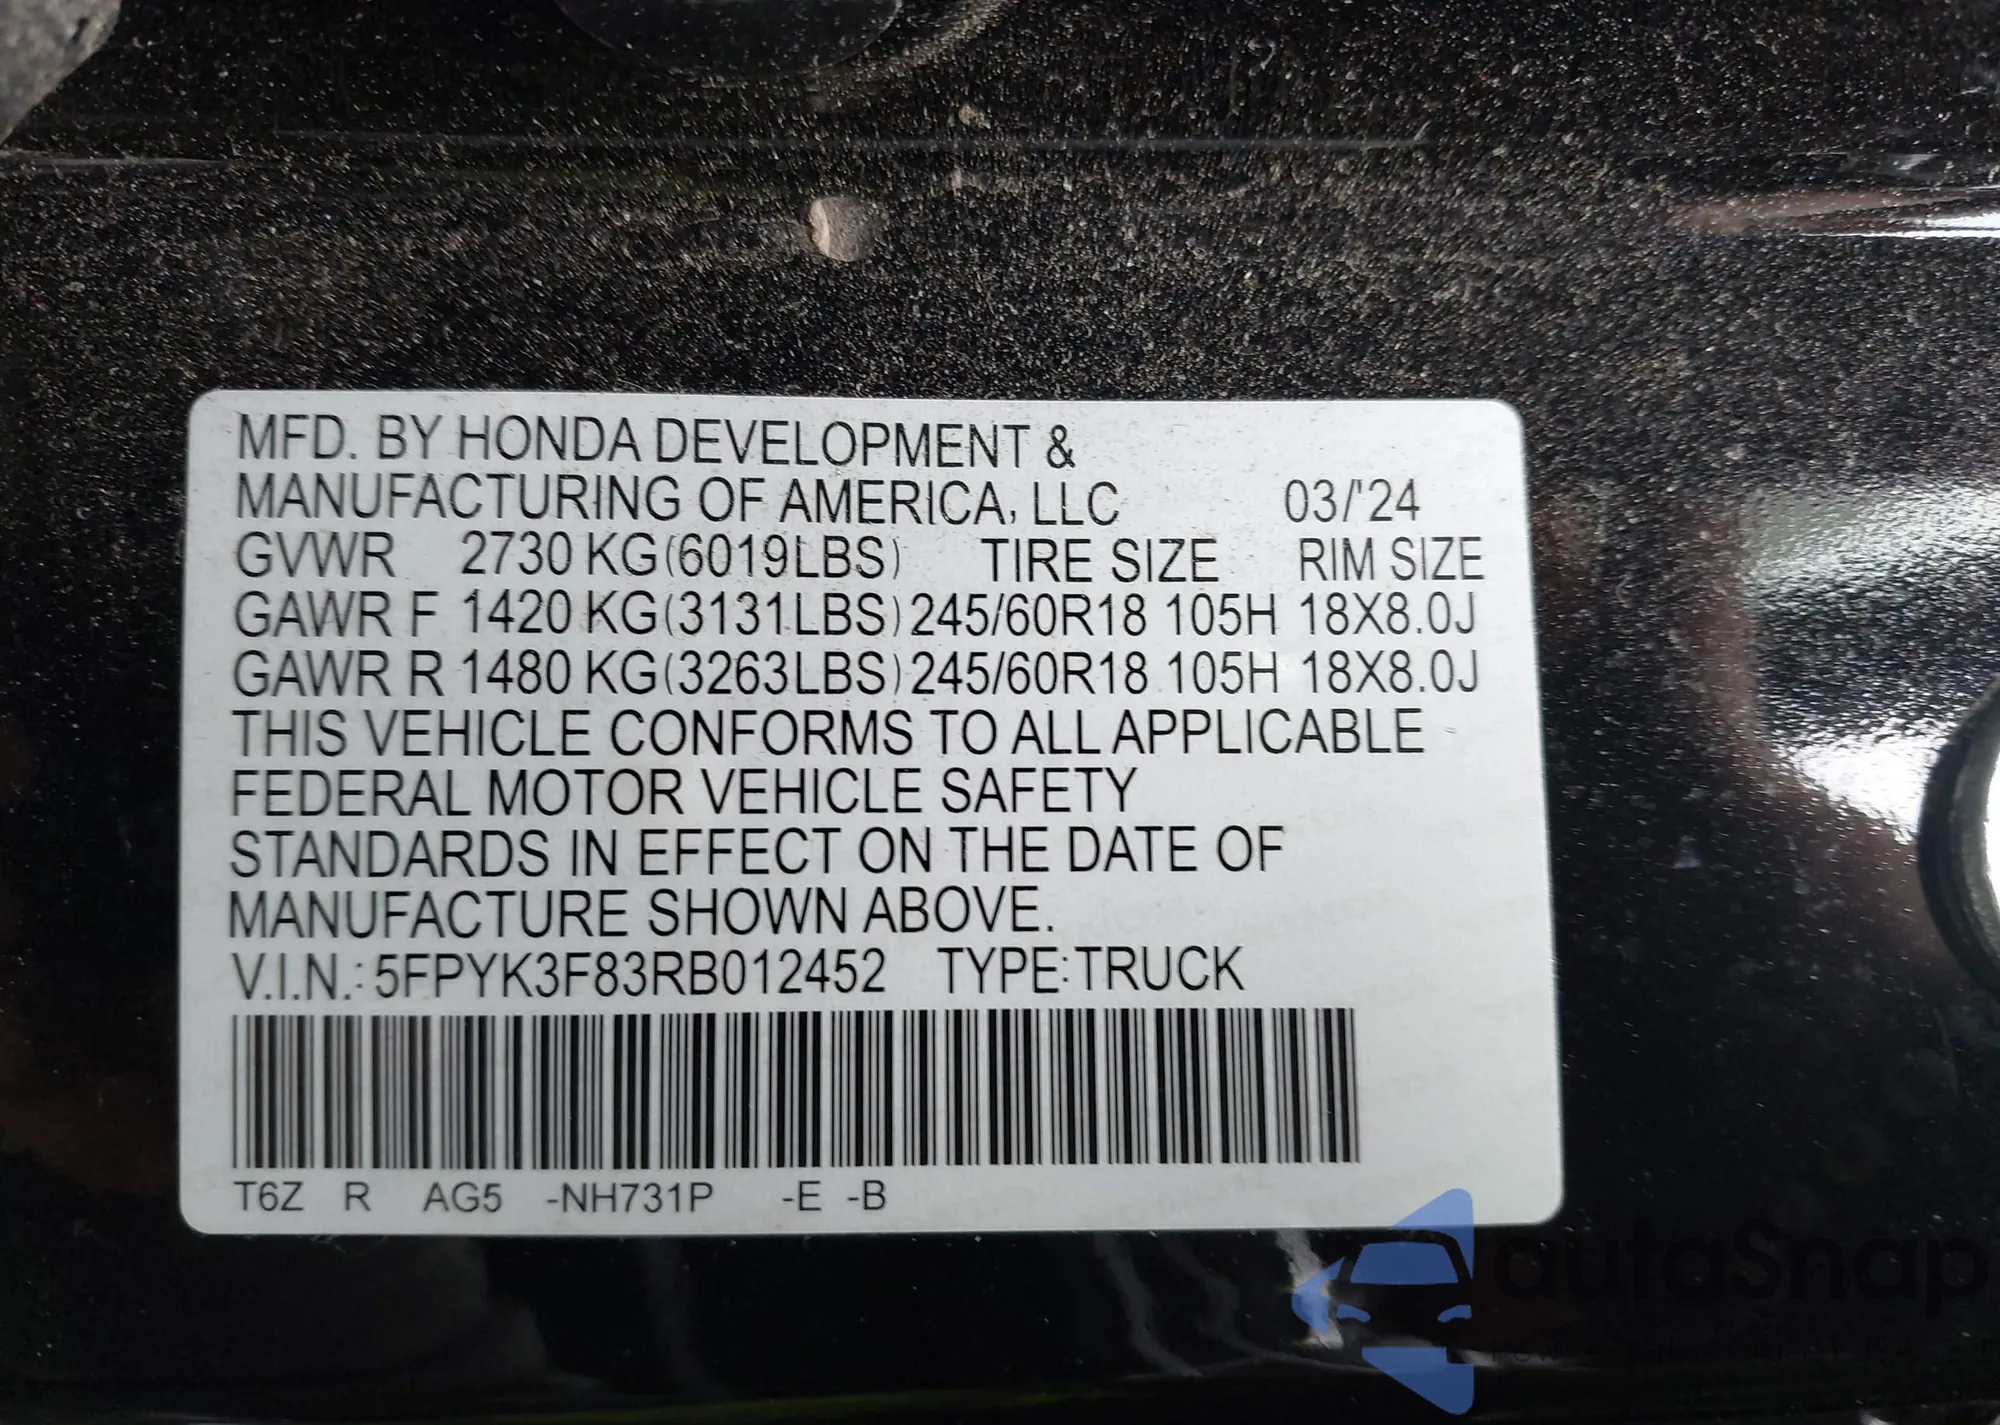 MFD. BY HONDA DEVELOPMENT &
MANUFACTURING OF AMERICA, LLC 03/'24
GVWR 2730 KG(6019LBS) TIRE SIZE RIM SIZE
GAWR F 1420 KG(3131LBS) 245/60R18 105H 18X8.0J
GAWR R 1480 KG(3263LBS) 245/60R18 105H 18X8.0J
THIS VEHICLE CONFORMS TO ALL APPLICABLE
FEDERAL MOTOR VEHICLE SAFETY
STANDARDS IN EFFECT ON THE DATE OF
MANUFACTURE SHOWN ABOVE.
V.I.N.: 5FPYK3F83RB012452 TYPE:TRUCK
T6Z R AG5 -NH731P -E -B
autoSnap